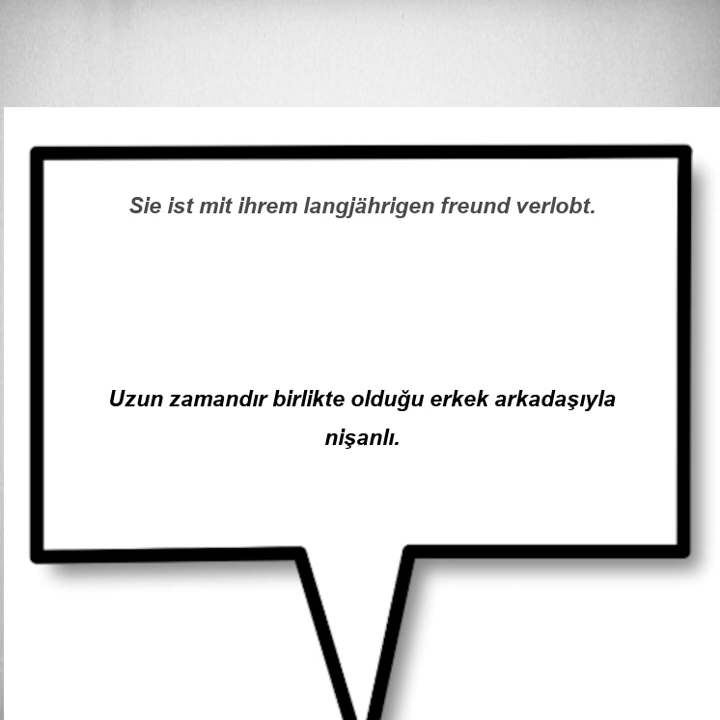 Sie ist mit ihrem langjährigen freund verlobt.
Uzun zamandır birlikte olduğu erkek arkadaşıyla
nişanlı.